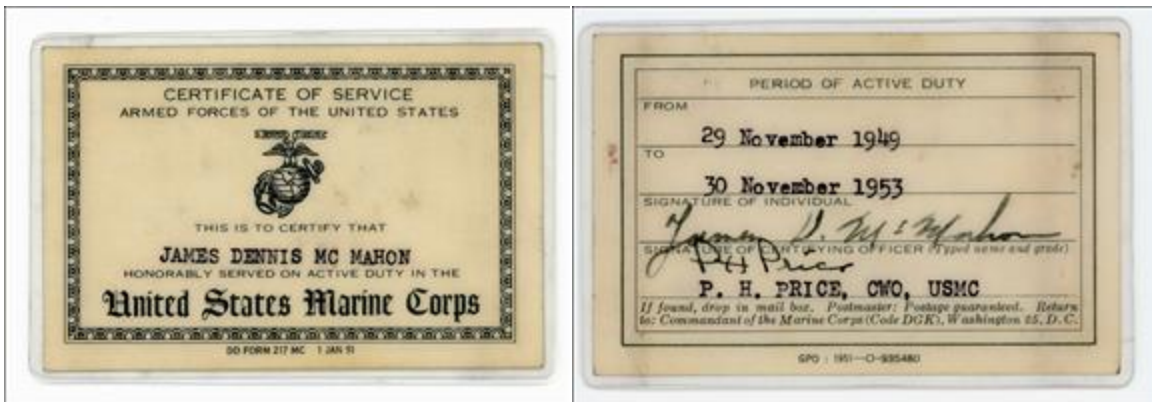 CERTIFICATE OF SERVICE
ARMED FORCES OF THE UNITED STATES
THIS IS TO CERTIFY THAT
JAMES DENNIS MC MAHON
HONORABLY SERVED ON ACTIVE DUTY IN THE
United States Marine Corps
DD FORM 217 MC 1 JAN 51
PERIOD OF ACTIVE DUTY
FROM
29 November 1949
TO
30 November 1953
SIGNATURE OF INDIVIDUAL
James D. McMahon
SIGNATURE OF CERTIFYING OFFICER (Typed name and grade)
P H Price
P. H. PRICE, CWO, USMC
If found, drop in mail box. Postmaster: Postage guaranteed. Return
to: Commandant of the Marine Corps (Code DGK), Washington 25, D. C.
GPO : 1951—O-935480